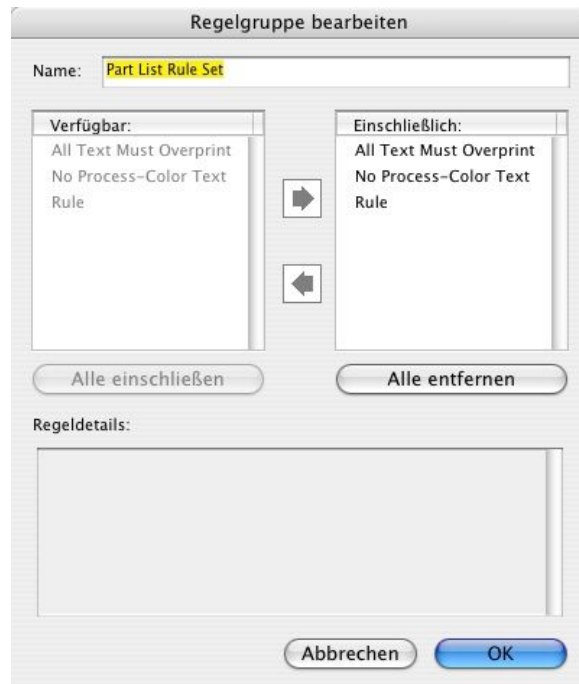 Regelgruppe bearbeiten
Name: Part List Rule Set
Verfügbar:
All Text Must Overprint
No Process-Color Text
Rule
Einschließlich:
All Text Must Overprint
No Process-Color Text
Rule
Alle einschließen
Alle entfernen
Regeldetails:
Abbrechen
OK